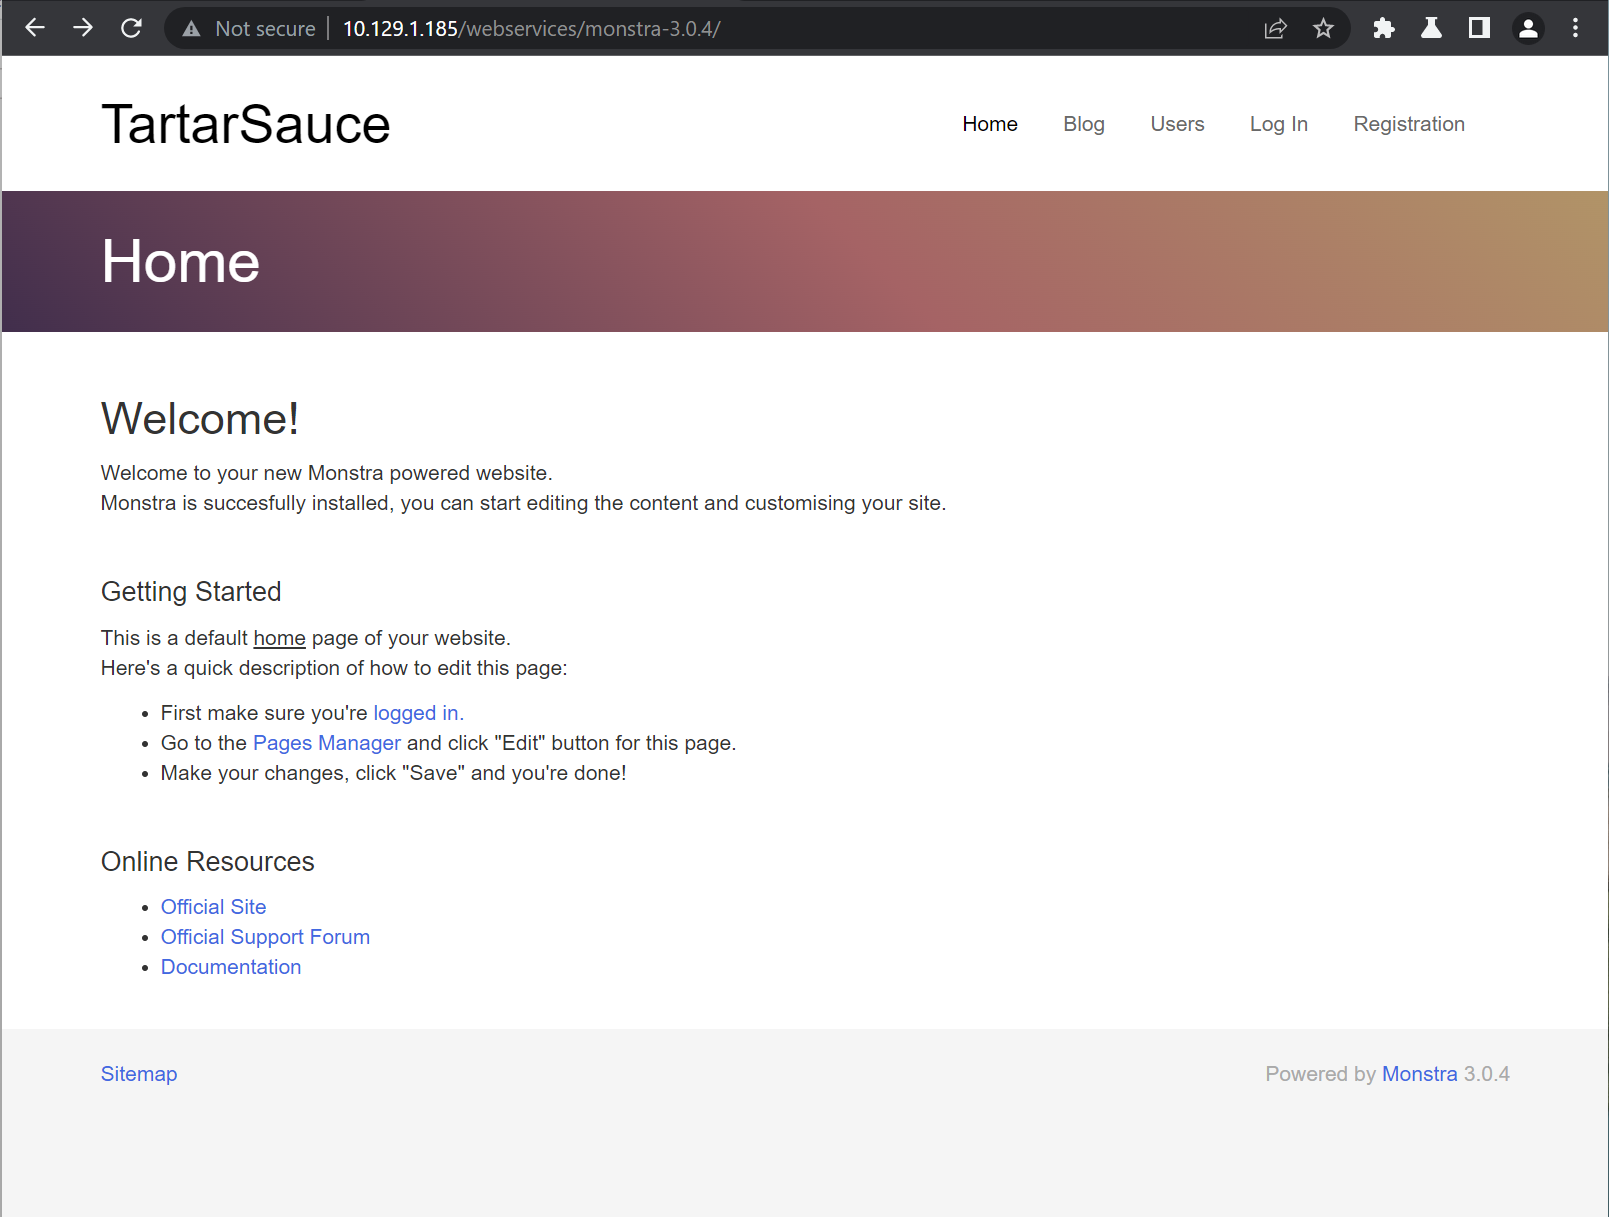 Not secure 10.129.1.185/webservices/monstra-3.0.4/
TartarSauce
Home Blog Users Log In Registration
Home
Welcome!
Welcome to your new Monstra powered website.
Monstra is succesfully installed, you can start editing the content and customising your site.
Getting Started
This is a default home page of your website.
Here's a quick description of how to edit this page:
First make sure you're logged in.
Go to the Pages Manager and click "Edit" button for this page.
Make your changes, click "Save" and you're done!
Online Resources
Official Site
Official Support Forum
Documentation
Sitemap
Powered by Monstra 3.0.4